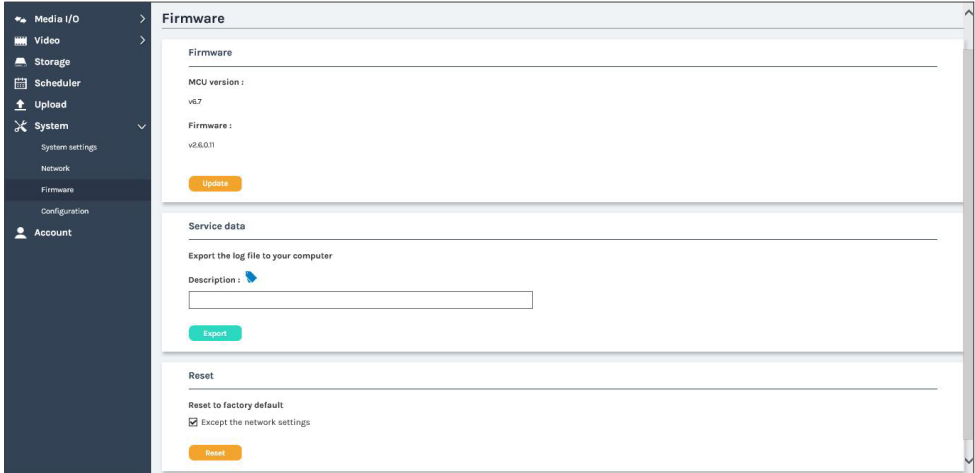 Media I/O
Video
Storage
Scheduler
Upload
System
System settings
Network
Firmware
Configuration
Account
Firmware
Firmware
MCU version :
v6.7
Firmware :
v2.6.0.11
Update
Service data
Export the log file to your computer
Description :
Export
Reset
Reset to factory default
Except the network settings
Reset